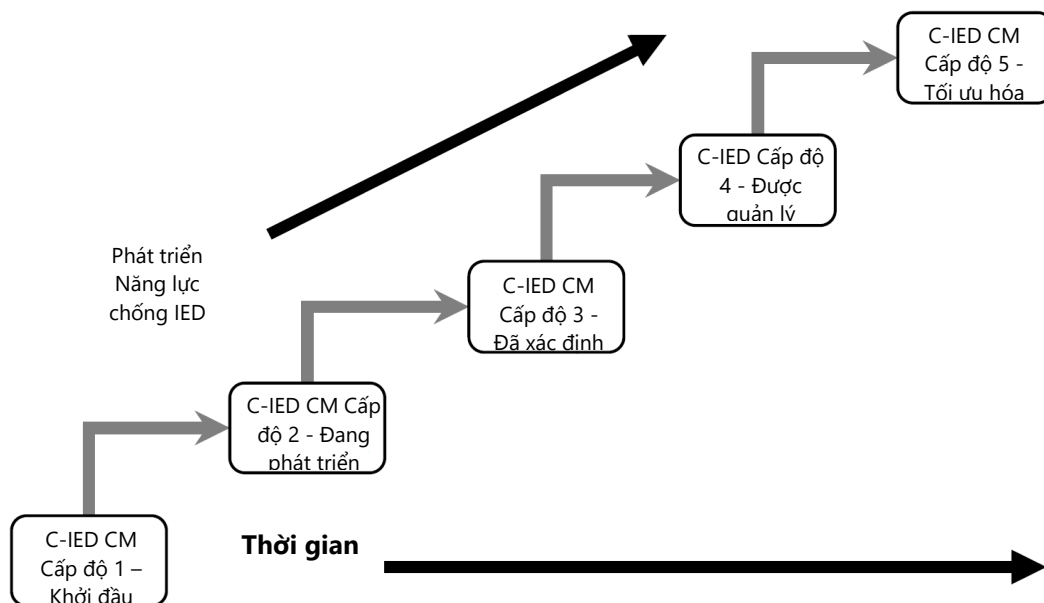 C-IED CM
Cấp độ 5 -
Tối ưu hóa
C-IED Cấp độ
4 - Được
quản lý
Phát triển
Năng lực
chống IED
C-IED CM
Cấp độ 3 -
Đã xác định
C-IED CM Cấp
độ 2 - Đang
phát triển
Thời gian
C-IED CM
Cấp độ 1 –
Khởi đầu